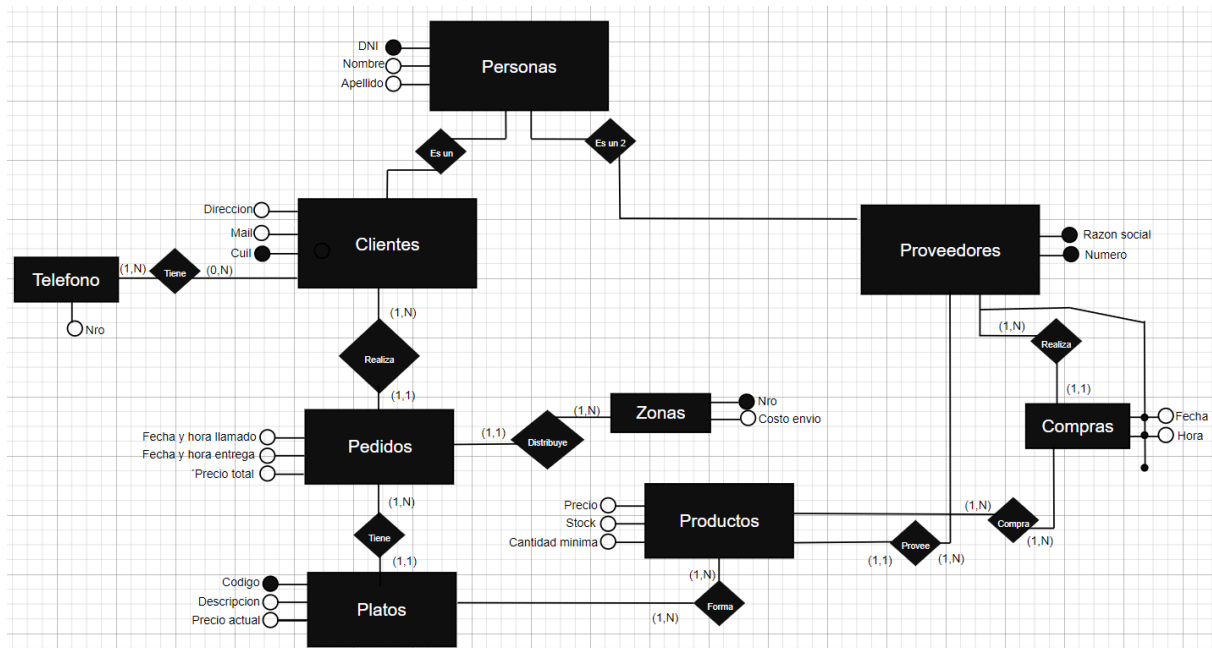 DNI
Nombre
Apellido
Personas
Es un
Es un 2
Direccion
Mail
Cuil
Clientes
Proveedores
Razon social
Numero
Telefono
(1,N)
Tiene
(0,N)
Nro
(1,N)
Realiza
(1,1)
(1,N)
Realiza
(1,1)
Compras
Fecha
Hora
Fecha y hora llamado
Fecha y hora entrega
´Precio total
Pedidos
(1,1)
Distribuye
(1,N)
Zonas
Nro
Costo envio
(1,N)
Tiene
(1,1)
Precio
Stock
Cantidad minima
Productos
(1,N)
Compra
(1,N)
(1,1)
Provee
(1,N)
(1,N)
Forma
(1,N)
Codigo
Descripcion
Precio actual
Platos